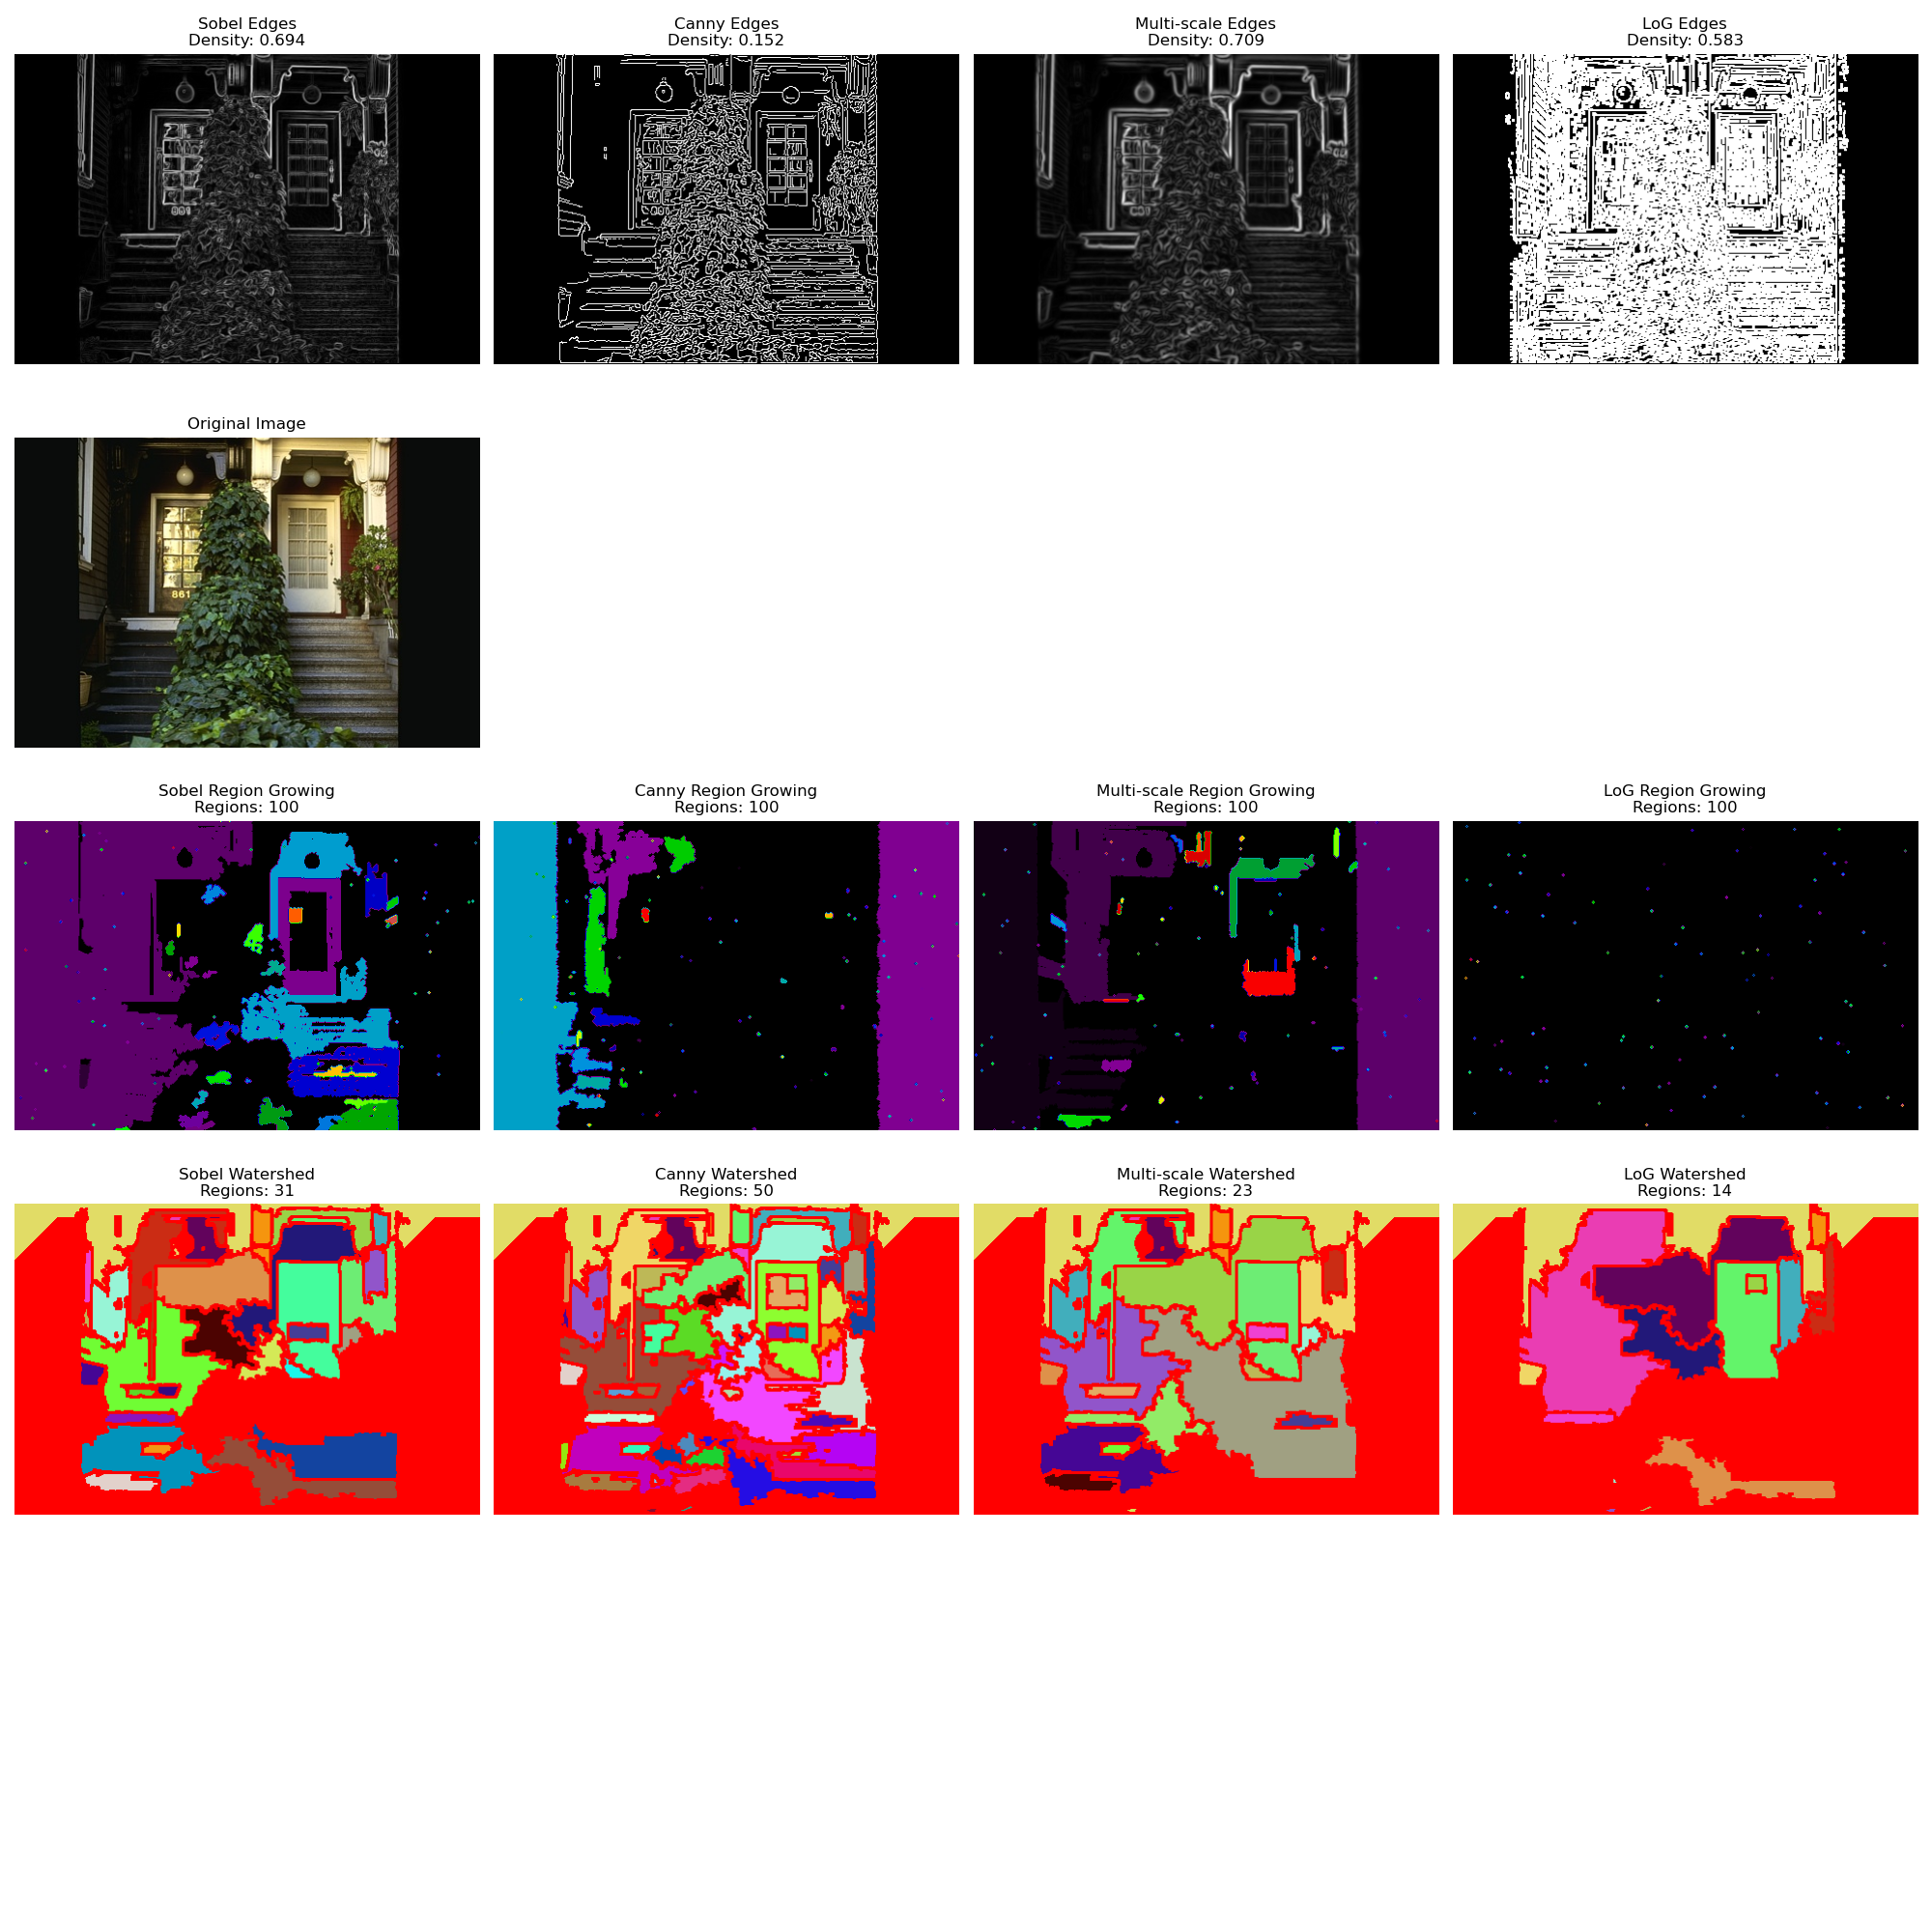 Sobel Edges
Density: 0.694
Canny Edges
Density: 0.152
Multi-scale Edges
Density: 0.709
LoG Edges
Density: 0.583
Original Image
861
Sobel Region Growing
Regions: 100
Canny Region Growing
Regions: 100
Multi-scale Region Growing
Regions: 100
LoG Region Growing
Regions: 100
Sobel Watershed
Regions: 31
Canny Watershed
Regions: 50
Multi-scale Watershed
Regions: 23
LoG Watershed
Regions: 14